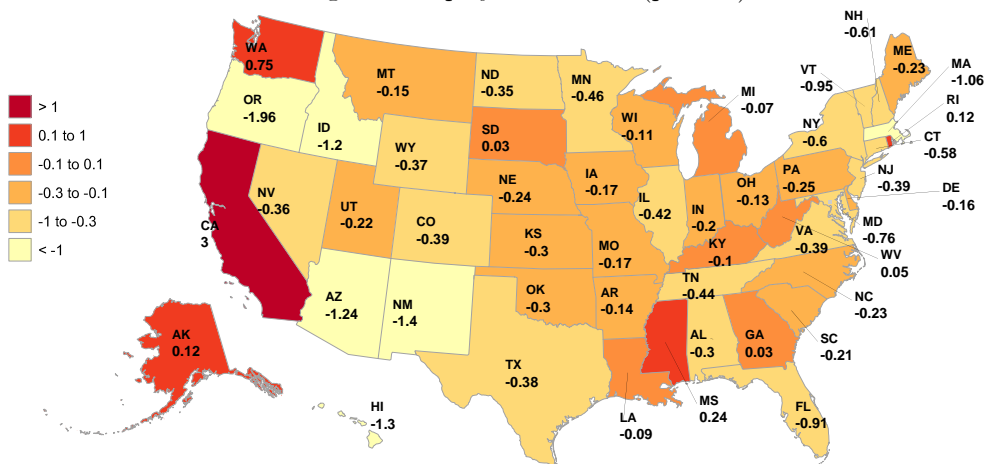 > 1
0.1 to 1
-0.1 to 0.1
-0.3 to -0.1
-1 to -0.3
< -1
WA
0.75
OR
-1.96
CA
3
NV
-0.36
ID
-1.2
MT
-0.15
WY
-0.37
UT
-0.22
CO
-0.39
AZ
-1.24
NM
-1.4
ND
-0.35
SD
0.03
NE
-0.24
KS
-0.3
OK
-0.3
TX
-0.38
MN
-0.46
IA
-0.17
MO
-0.17
AR
-0.14
LA
-0.09
WI
-0.11
IL
-0.42
IN
-0.2
MI
-0.07
OH
-0.13
KY
-0.1
TN
-0.44
MS
0.24
AL
-0.3
GA
0.03
FL
-0.91
SC
-0.21
NC
-0.23
VA
-0.39
WV
0.05
MD
-0.76
DE
-0.16
PA
-0.25
NJ
-0.39
NY
-0.6
CT
-0.58
RI
0.12
MA
-1.06
VT
-0.95
NH
-0.61
ME
-0.23
AK
0.12
HI
-1.3